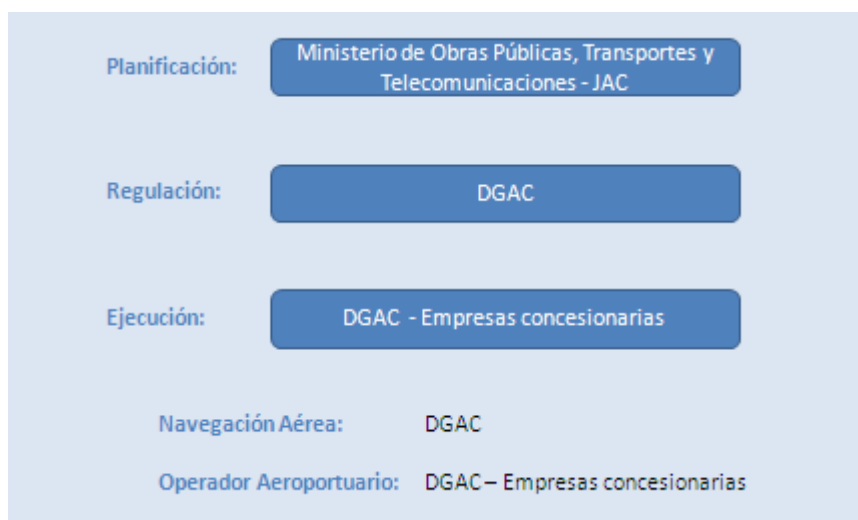 Planificación:
Ministerio de Obras Públicas, Transportes y
Telecomunicaciones - JAC
Regulación:
DGAC
Ejecución:
DGAC - Empresas concesionarias
Navegación Aérea:
DGAC
Operador Aeroportuario:
DGAC – Empresas concesionarias